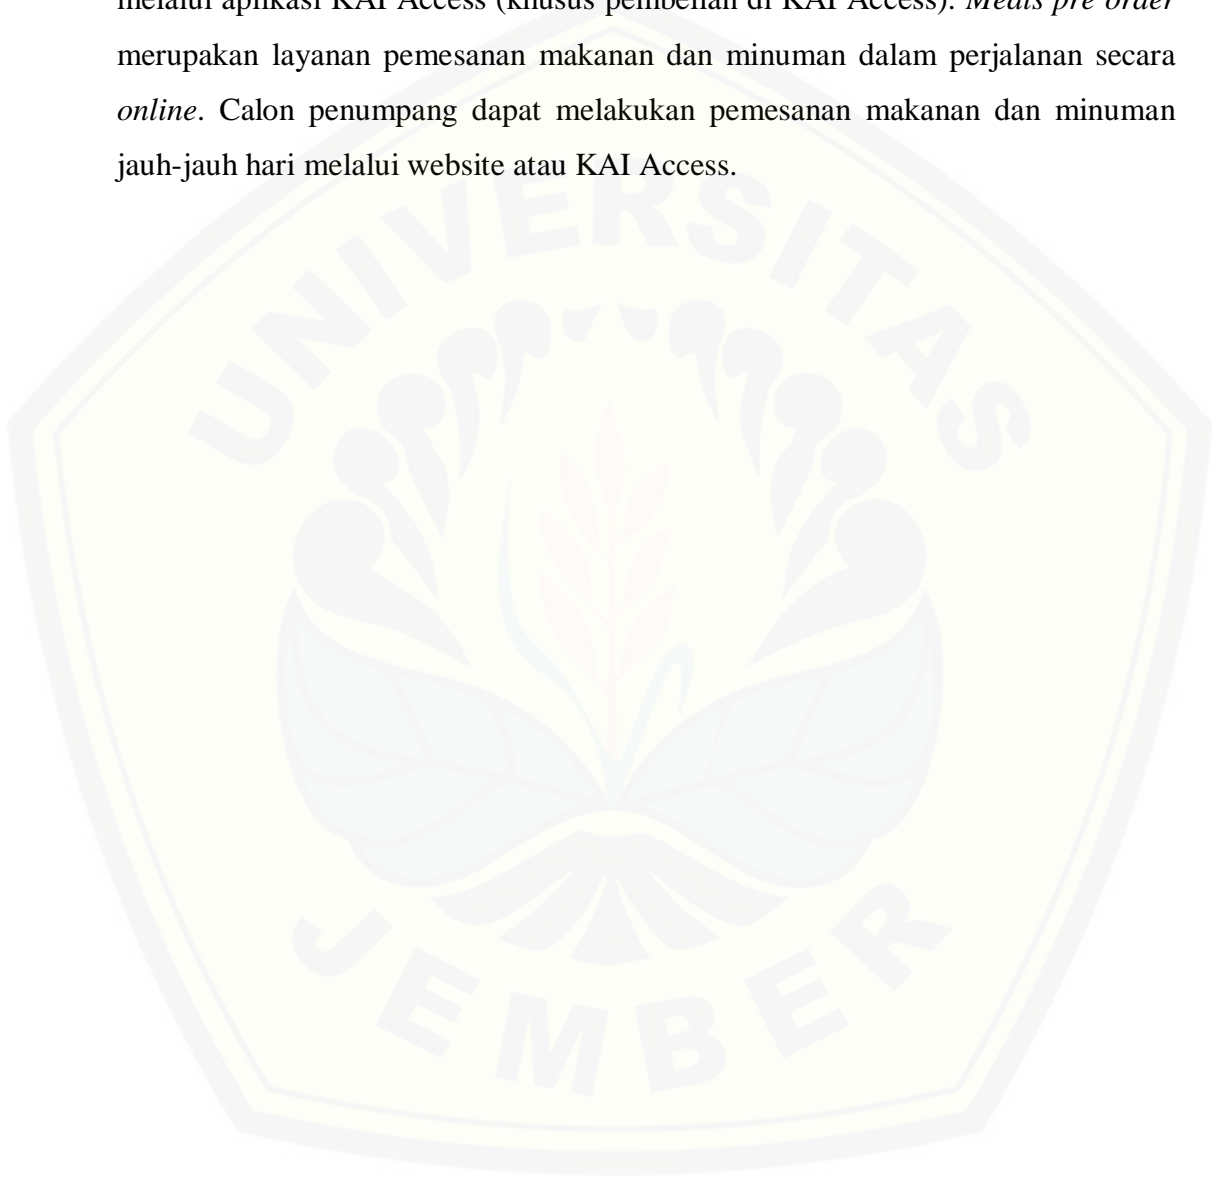 melalui aplikasi KAI Access (khusus pembelian di KAI Access). Meals pre order
merupakan layanan pemesanan makanan dan minuman dalam perjalanan secara
online. Calon penumpang dapat melakukan pemesanan makanan dan minuman
jauh-jauh hari melalui website atau KAI Access.
UNIVERSITAS
JEMBER